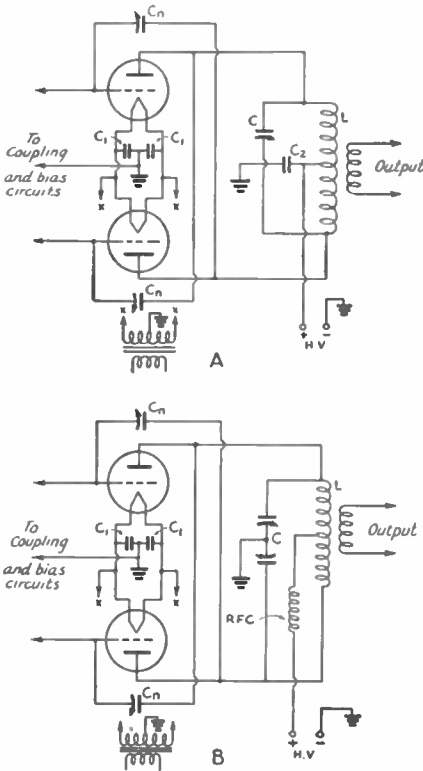 Cn
C1 C1
To
Coupling
and bias
circuits
x x
C L
C2
Output
Cn
x x
+ -
H.V
A
Cn
C1 C1
To
Coupling
and bias
circuits
x x
C L
Output
RFC
Cn
+ -
H.V
B